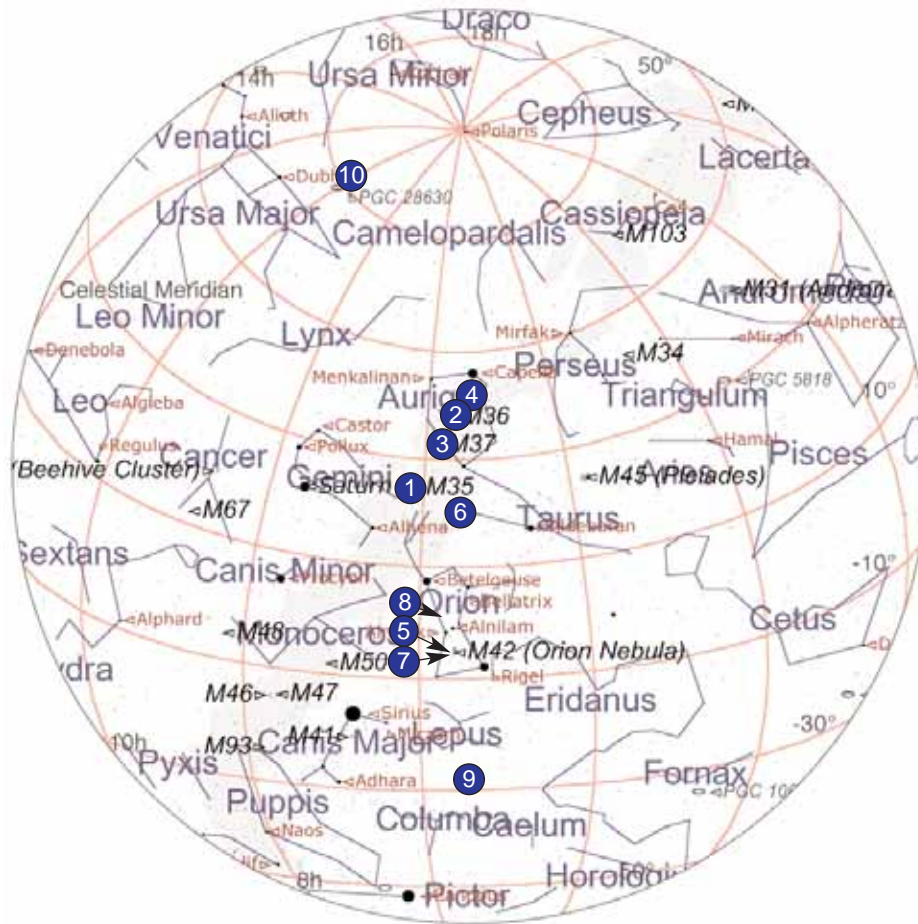 Draco
18h
16h
50°
Ursa Minor
14h
Cepheus
Alioth
Polaris
Venatici
Lacerta
10
PGC 28630
Ursa Major
Cassiopeia
Camelopardalis
M103
Celestial Meridian
M31
Leo Minor
Lynx
Alpheratz
Mirfak
Mirach
Denebola
M34
Perseus
Menkalinan
PGC 5818
10°
4
Triangulum
Leo
Algieba
2
M36
Castor
3
M37
Hamal
Regulus
Pollux
Pisces
Cancer
(Beehive Cluster)
M45 (Pleiades)
Gemini
Saturn
1
M35
M67
6
Taurus
Alhena
Sextans
-10°
Canis Minor
Betelgeuse
8
Orion
Cetus
Alphard
5
Alnilam
M48
Monoceros
M42 (Orion Nebula)
M50
7
Rigel
M46
M47
Eridanus
Sirius
-30°
M41
Lepus
M93
Canis Major
10h
Pyxis
9
Fornax
Adhara
Puppis
Columba
Caelum
Naos
8h
Pictor